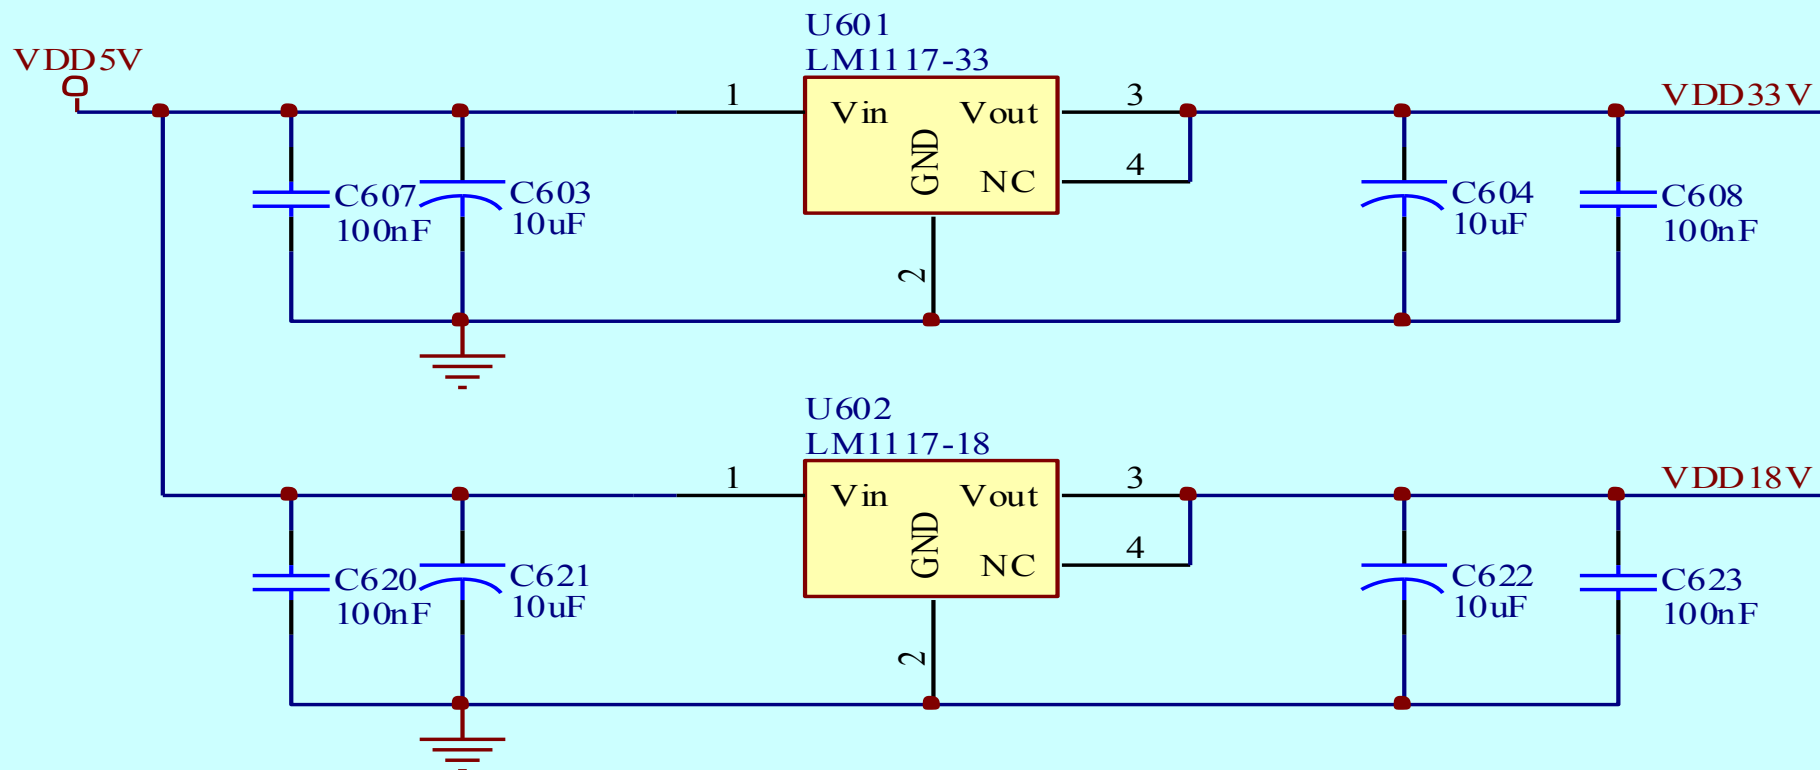 U601
LM1117-33
VDD5V
1
Vin
Vout
3
VDD33V
GND
NC
4
C607
100nF
C603
10uF
C604
10uF
C608
100nF
2
U602
LM1117-18
1
Vin
Vout
3
VDD18V
GND
NC
4
C620
100nF
C621
10uF
C622
10uF
C623
100nF
2